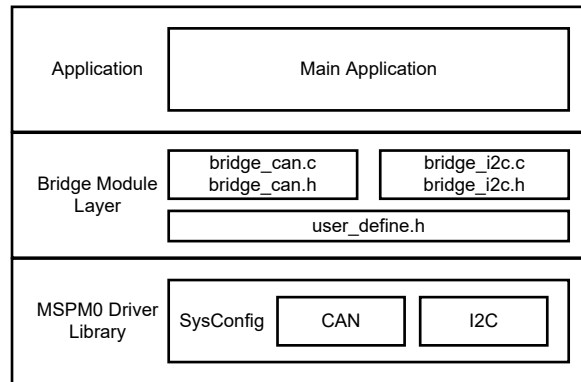 Application
Main Application
Bridge Module
Layer
bridge_can.c
bridge_can.h
bridge_i2c.c
bridge_i2c.h
user_define.h
MSPM0 Driver
Library
SysConfig
CAN
I2C